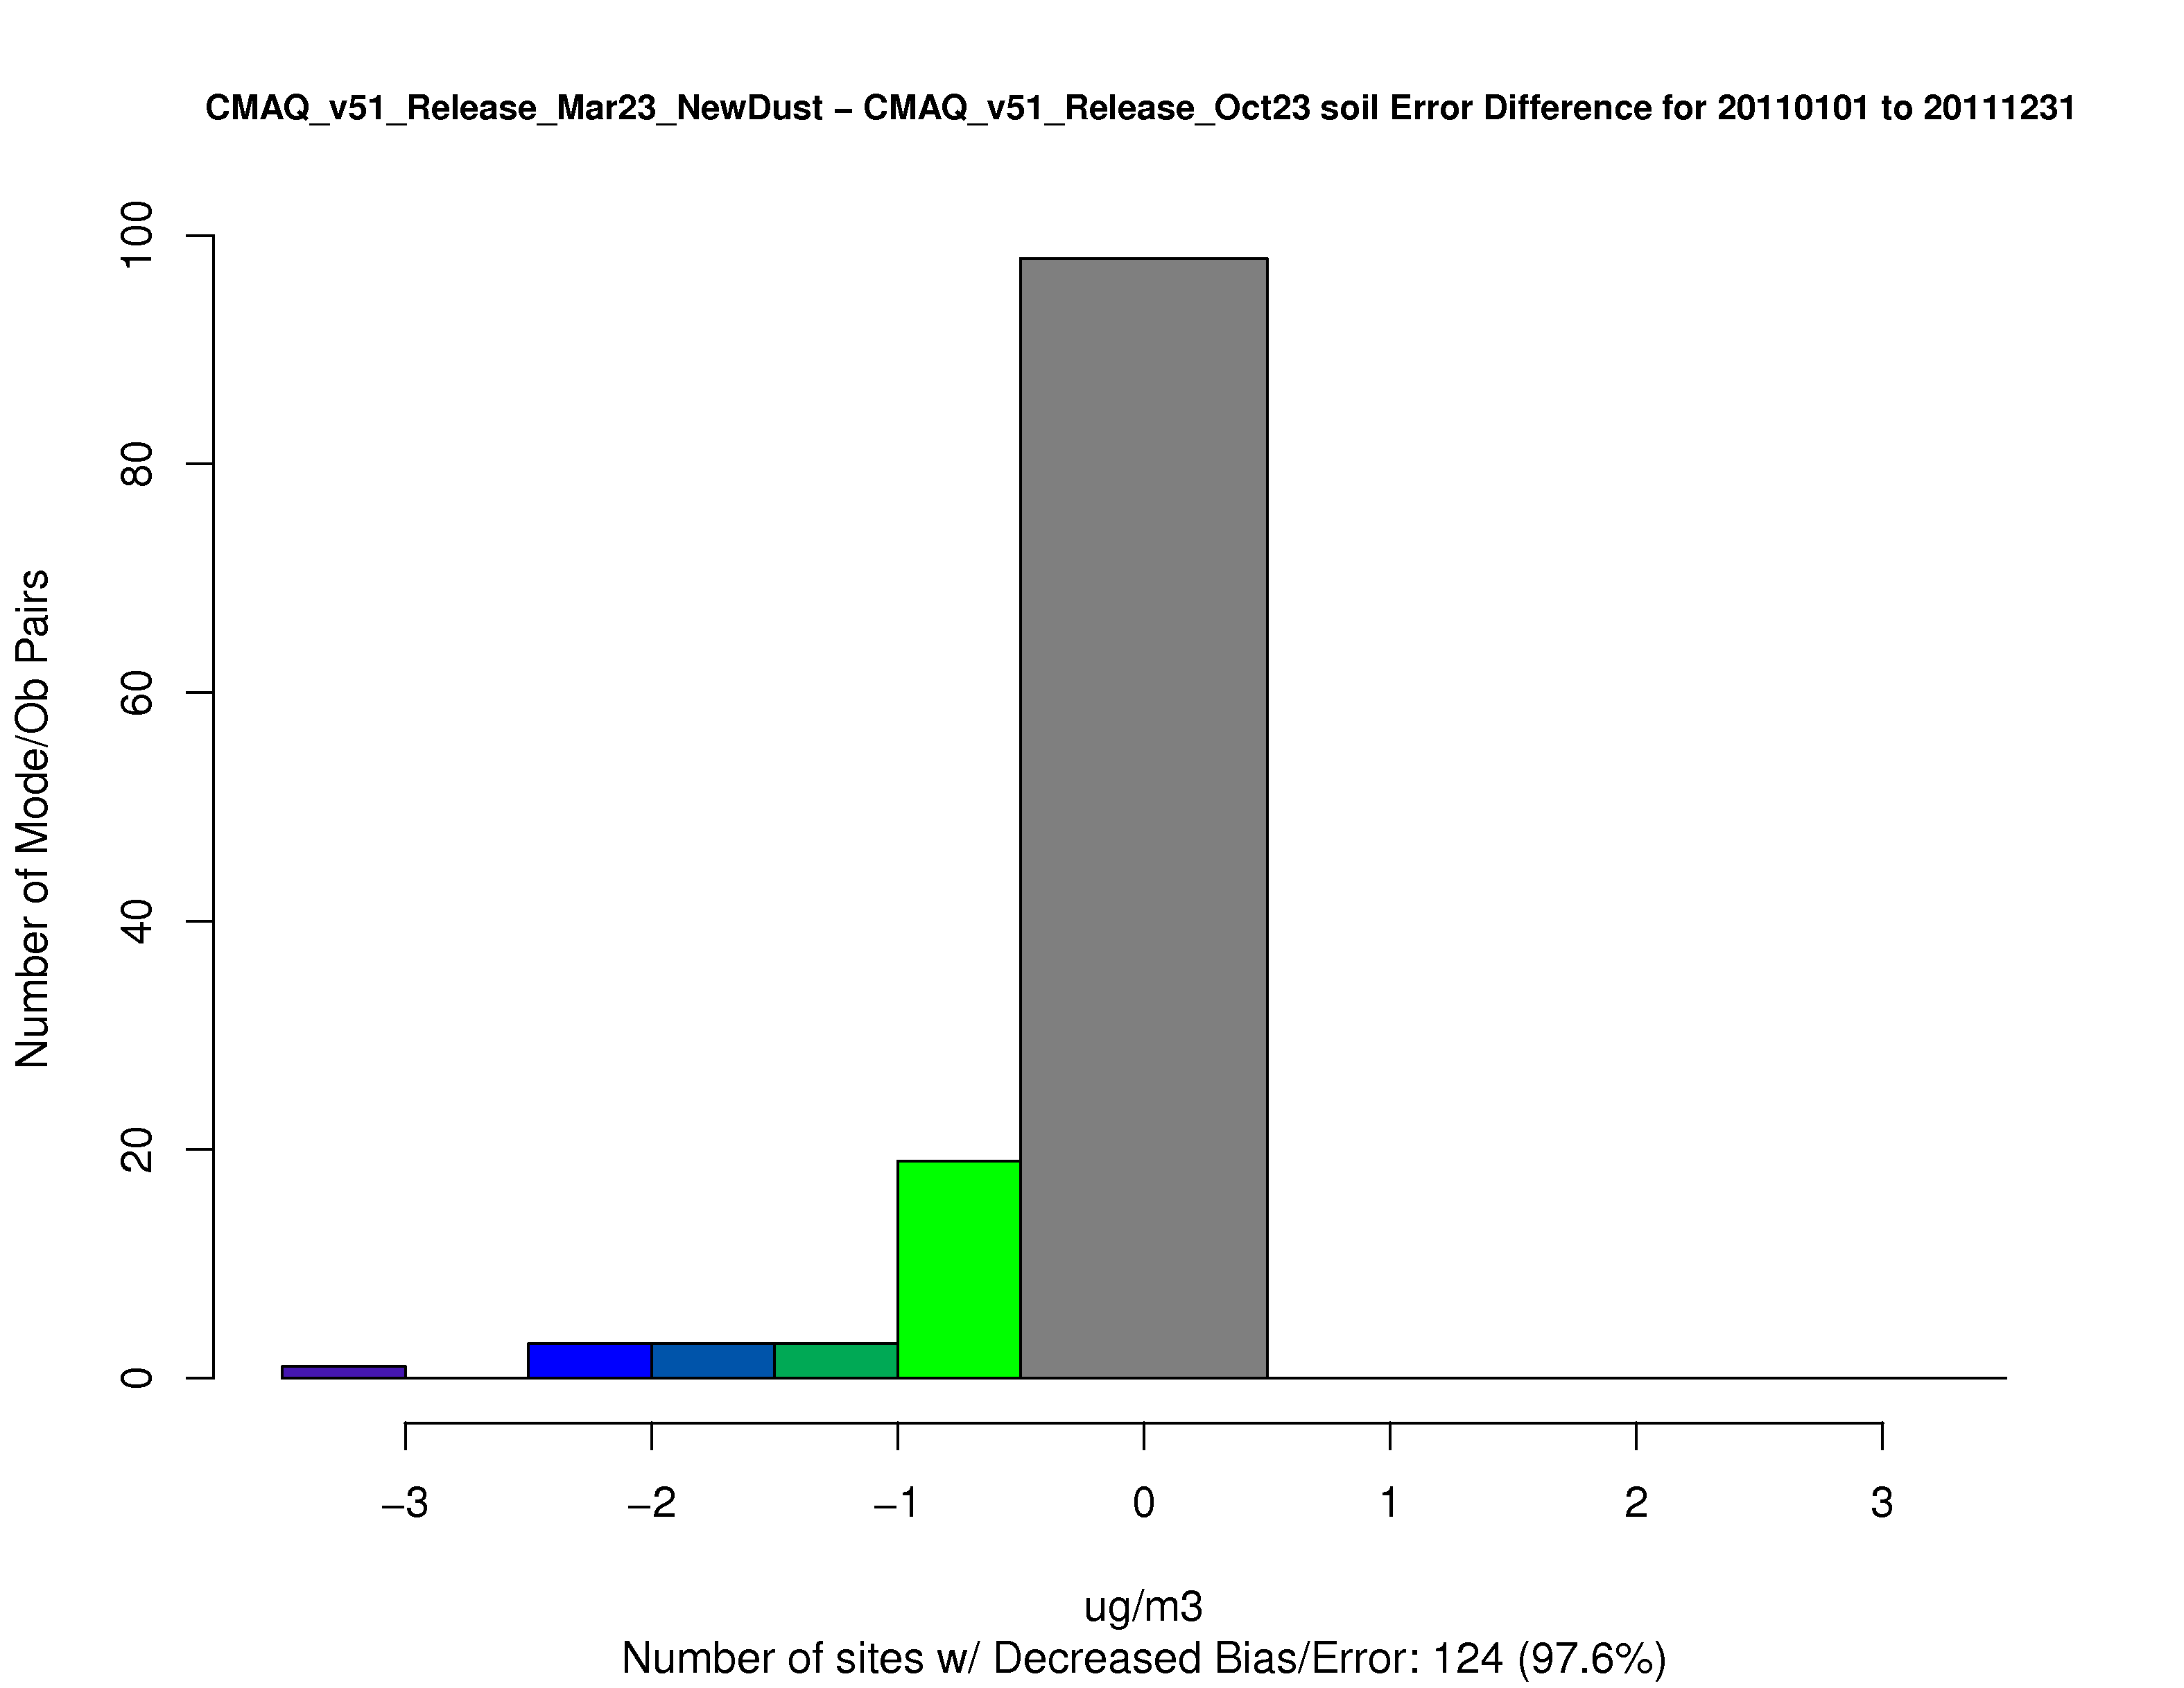 CMAQ_v51_Release_Mar23_NewDust – CMAQ_v51_Release_Oct23 soil Error Difference for 20110101 to 20111231
Number of Mode/Ob Pairs
100
80
60
40
20
0
−3 −2 −1 0 1 2 3
ug/m3
Number of sites w/ Decreased Bias/Error: 124 (97.6%)